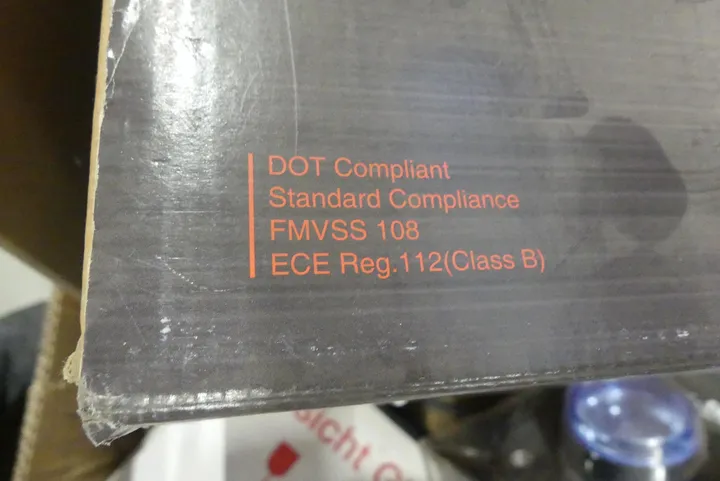 DOT Compliant
Standard Compliance
FMVSS 108
ECE Reg.112(Class B)